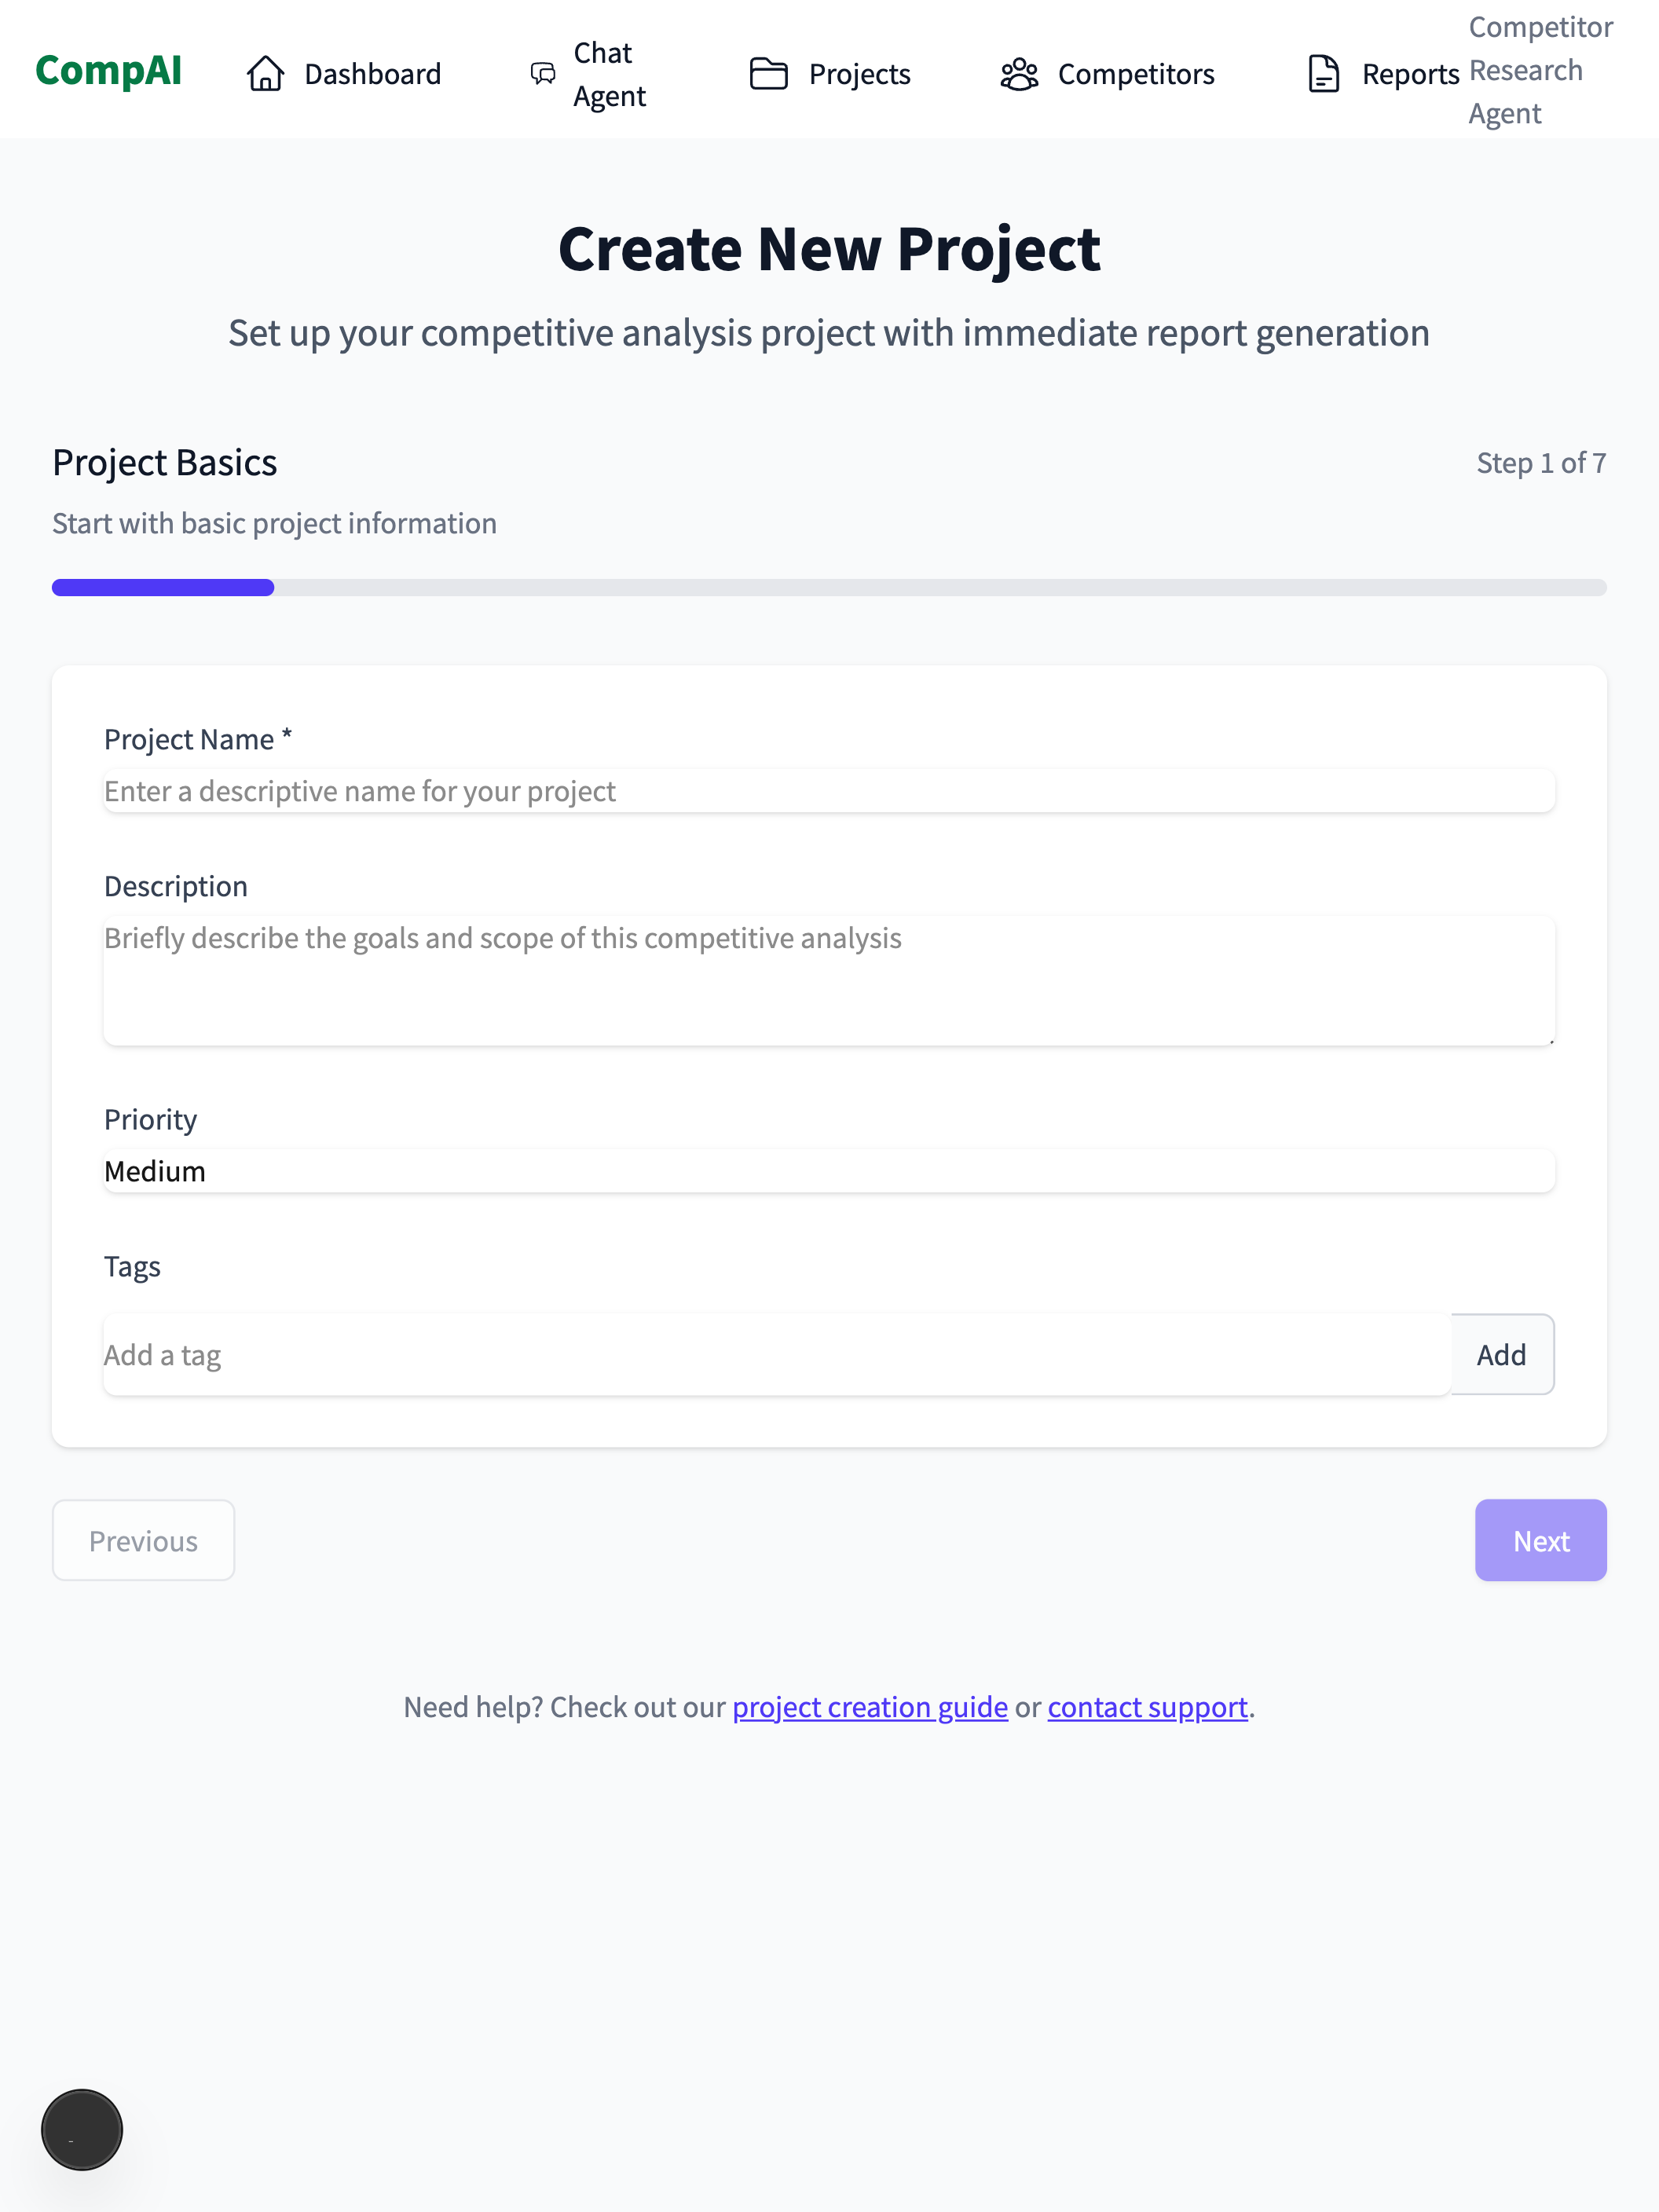 CompAI
Dashboard
Chat
Agent
Projects
Competitors
Reports
Competitor
Research
Agent
Create New Project
Set up your competitive analysis project with immediate report generation
Project Basics
Step 1 of 7
Start with basic project information
Project Name *
Enter a descriptive name for your project
Description
Briefly describe the goals and scope of this competitive analysis
Priority
Medium
Tags
Add a tag
Add
Previous
Next
Need help? Check out our project creation guide or contact support.